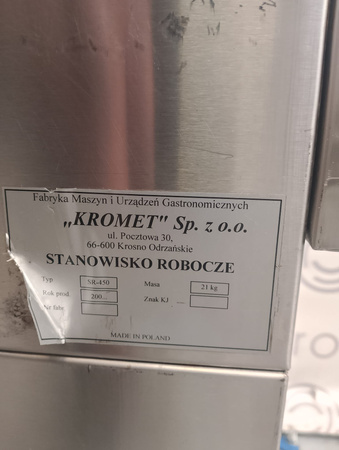 Fabryka Maszyn i Urządzeń Gastronomicznych
„KROMET" Sp. z o.o.
ul. Pocztowa 30,
66-600 Krosno Odrzańskie
STANOWISKO ROBOCZE
Typ SR-450 Masa 21 kg
Rok prod. 200... Znak KJ ....
Nr fabr.
MADE IN POLAND